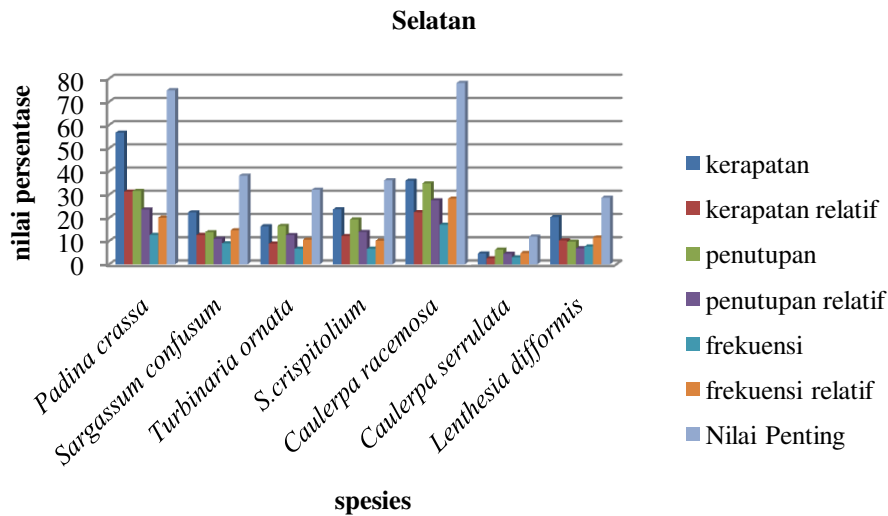 Selatan
nilai persentase
80
70
60
50
40
30
20
10
0
Padina crassa
Sargassum confusum
Turbinaria ornata
S.crispitolium
Caulerpa racemosa
Caulerpa serrulata
Lenthesia difformis
spesies
kerapatan
kerapatan relatif
penutupan
penutupan relatif
frekuensi
frekuensi relatif
Nilai Penting